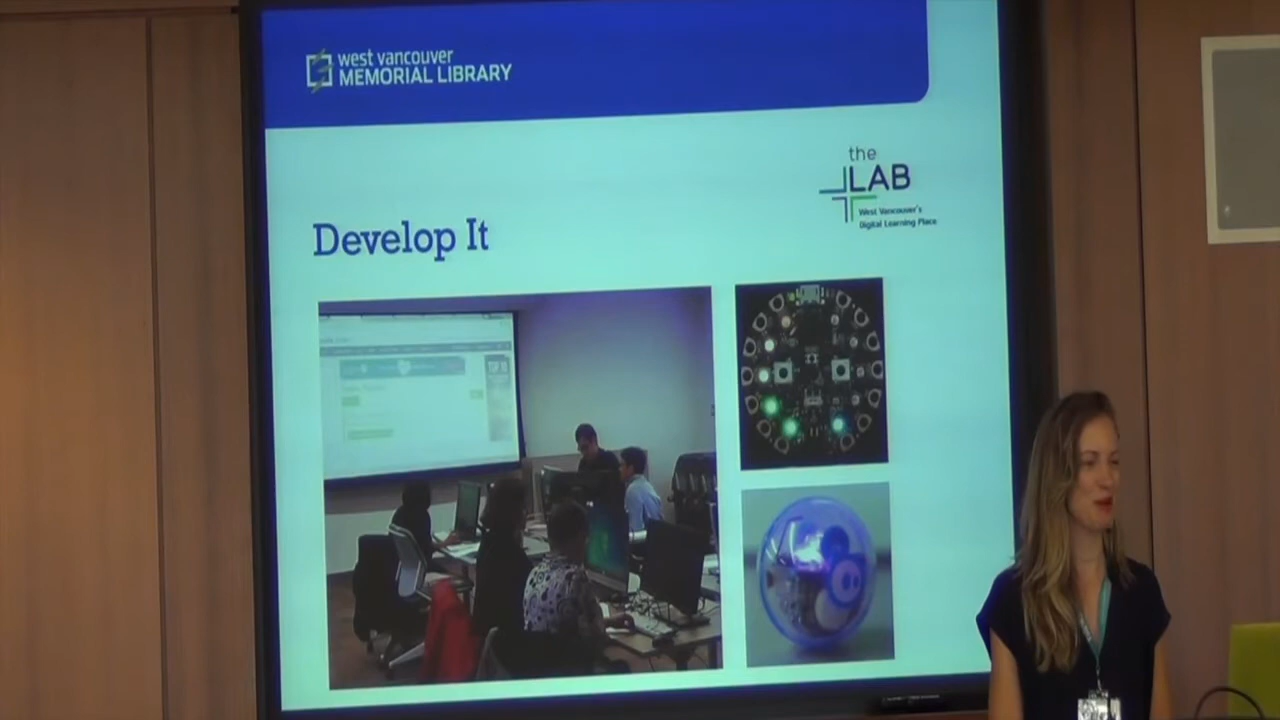 west vancouver
MEMORIAL LIBRARY
the
LAB
West Vancouver's
Digital Learning Place
Develop It